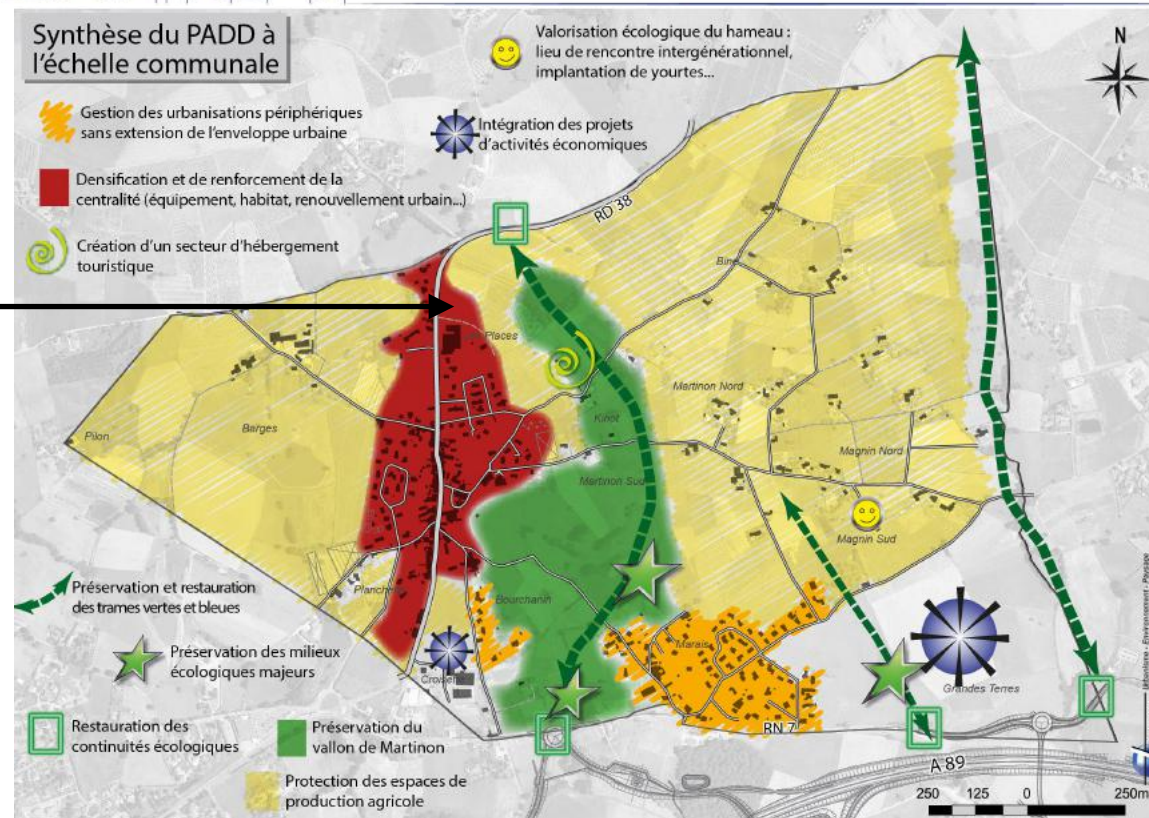 Synthèse du PADD à
l'échelle communale
Valorisation écologique du hameau :
lieu de rencontre intergénérationnel,
implantation de yourtes...
N
Gestion des urbanisations périphériques
sans extension de l'enveloppe urbaine
Intégration des projets
d'activités économiques
Densification et de renforcement de la
centralité (équipement, habitat, renouvellement urbain...)
RD 38
Création d'un secteur d'hébergement
touristique
Places
Martinon Nord
Barges
Pilon
Magnin Nord
Martinon Sud
Magnin Sud
Bourchanin
Préservation et restauration
des trames vertes et bleues
Marais
Préservation des milieux
écologiques majeurs
Grandes Terres
Restauration des
continuités écologiques
Préservation du
vallon de Martinon
RN 7
A 89
Protection des espaces de
production agricole
250 125 0 250m
Urbanisme - Environnement - Paysage